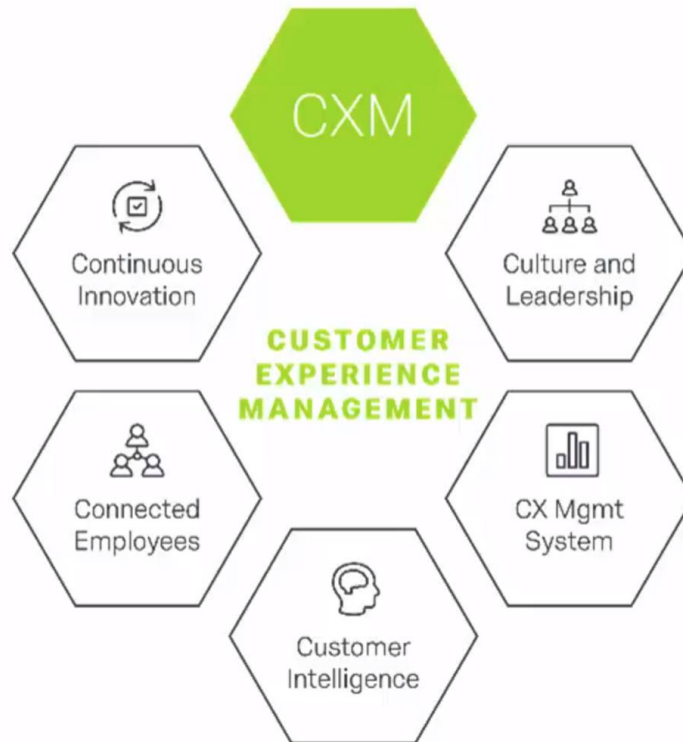 CXM
Continuous
Innovation
Culture and
Leadership
CUSTOMER
EXPERIENCE
MANAGEMENT
Connected
Employees
CX Mgmt
System
Customer
Intelligence